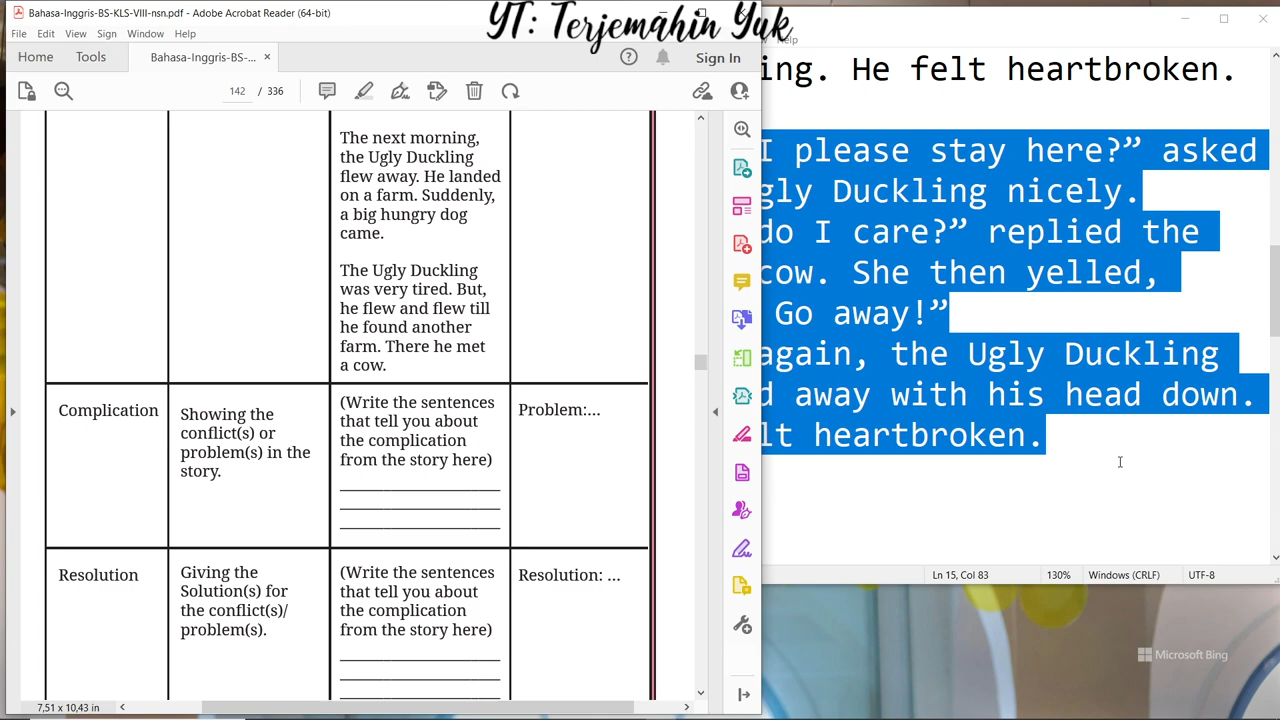 Bahasa-Inggris-BS-KLS-VIII-nsn.pdf - Adobe Acrobat Reader (64-bit)
YT: Terjemahin Yuk
File Edit View Sign Window Help
Help
Home Tools Bahasa-Inggris-BS-... × Sign In
142 / 336
The next morning,
the Ugly Duckling
flew away. He landed
on a farm. Suddenly,
a big hungry dog
came.
The Ugly Duckling
was very tired. But,
he flew and flew till
he found another
farm. There he met
a cow.
Complication
Showing the
conflict(s) or
problem(s) in the
story.
(Write the sentences
that tell you about
the complication
from the story here)
Problem:...
Resolution
Giving the
Solution(s) for
the conflict(s)/
problem(s).
(Write the sentences
that tell you about
the complication
from the story here)
Resolution: ...
7,51 x 10,43 in
ing. He felt heartbroken.
I please stay here?” asked
gly Duckling nicely.
do I care?” replied the
cow. She then yelled,
Go away!”
again, the Ugly Duckling
d away with his head down.
lt heartbroken.
Ln 15, Col 83 130% Windows (CRLF) UTF-8
Microsoft Bing